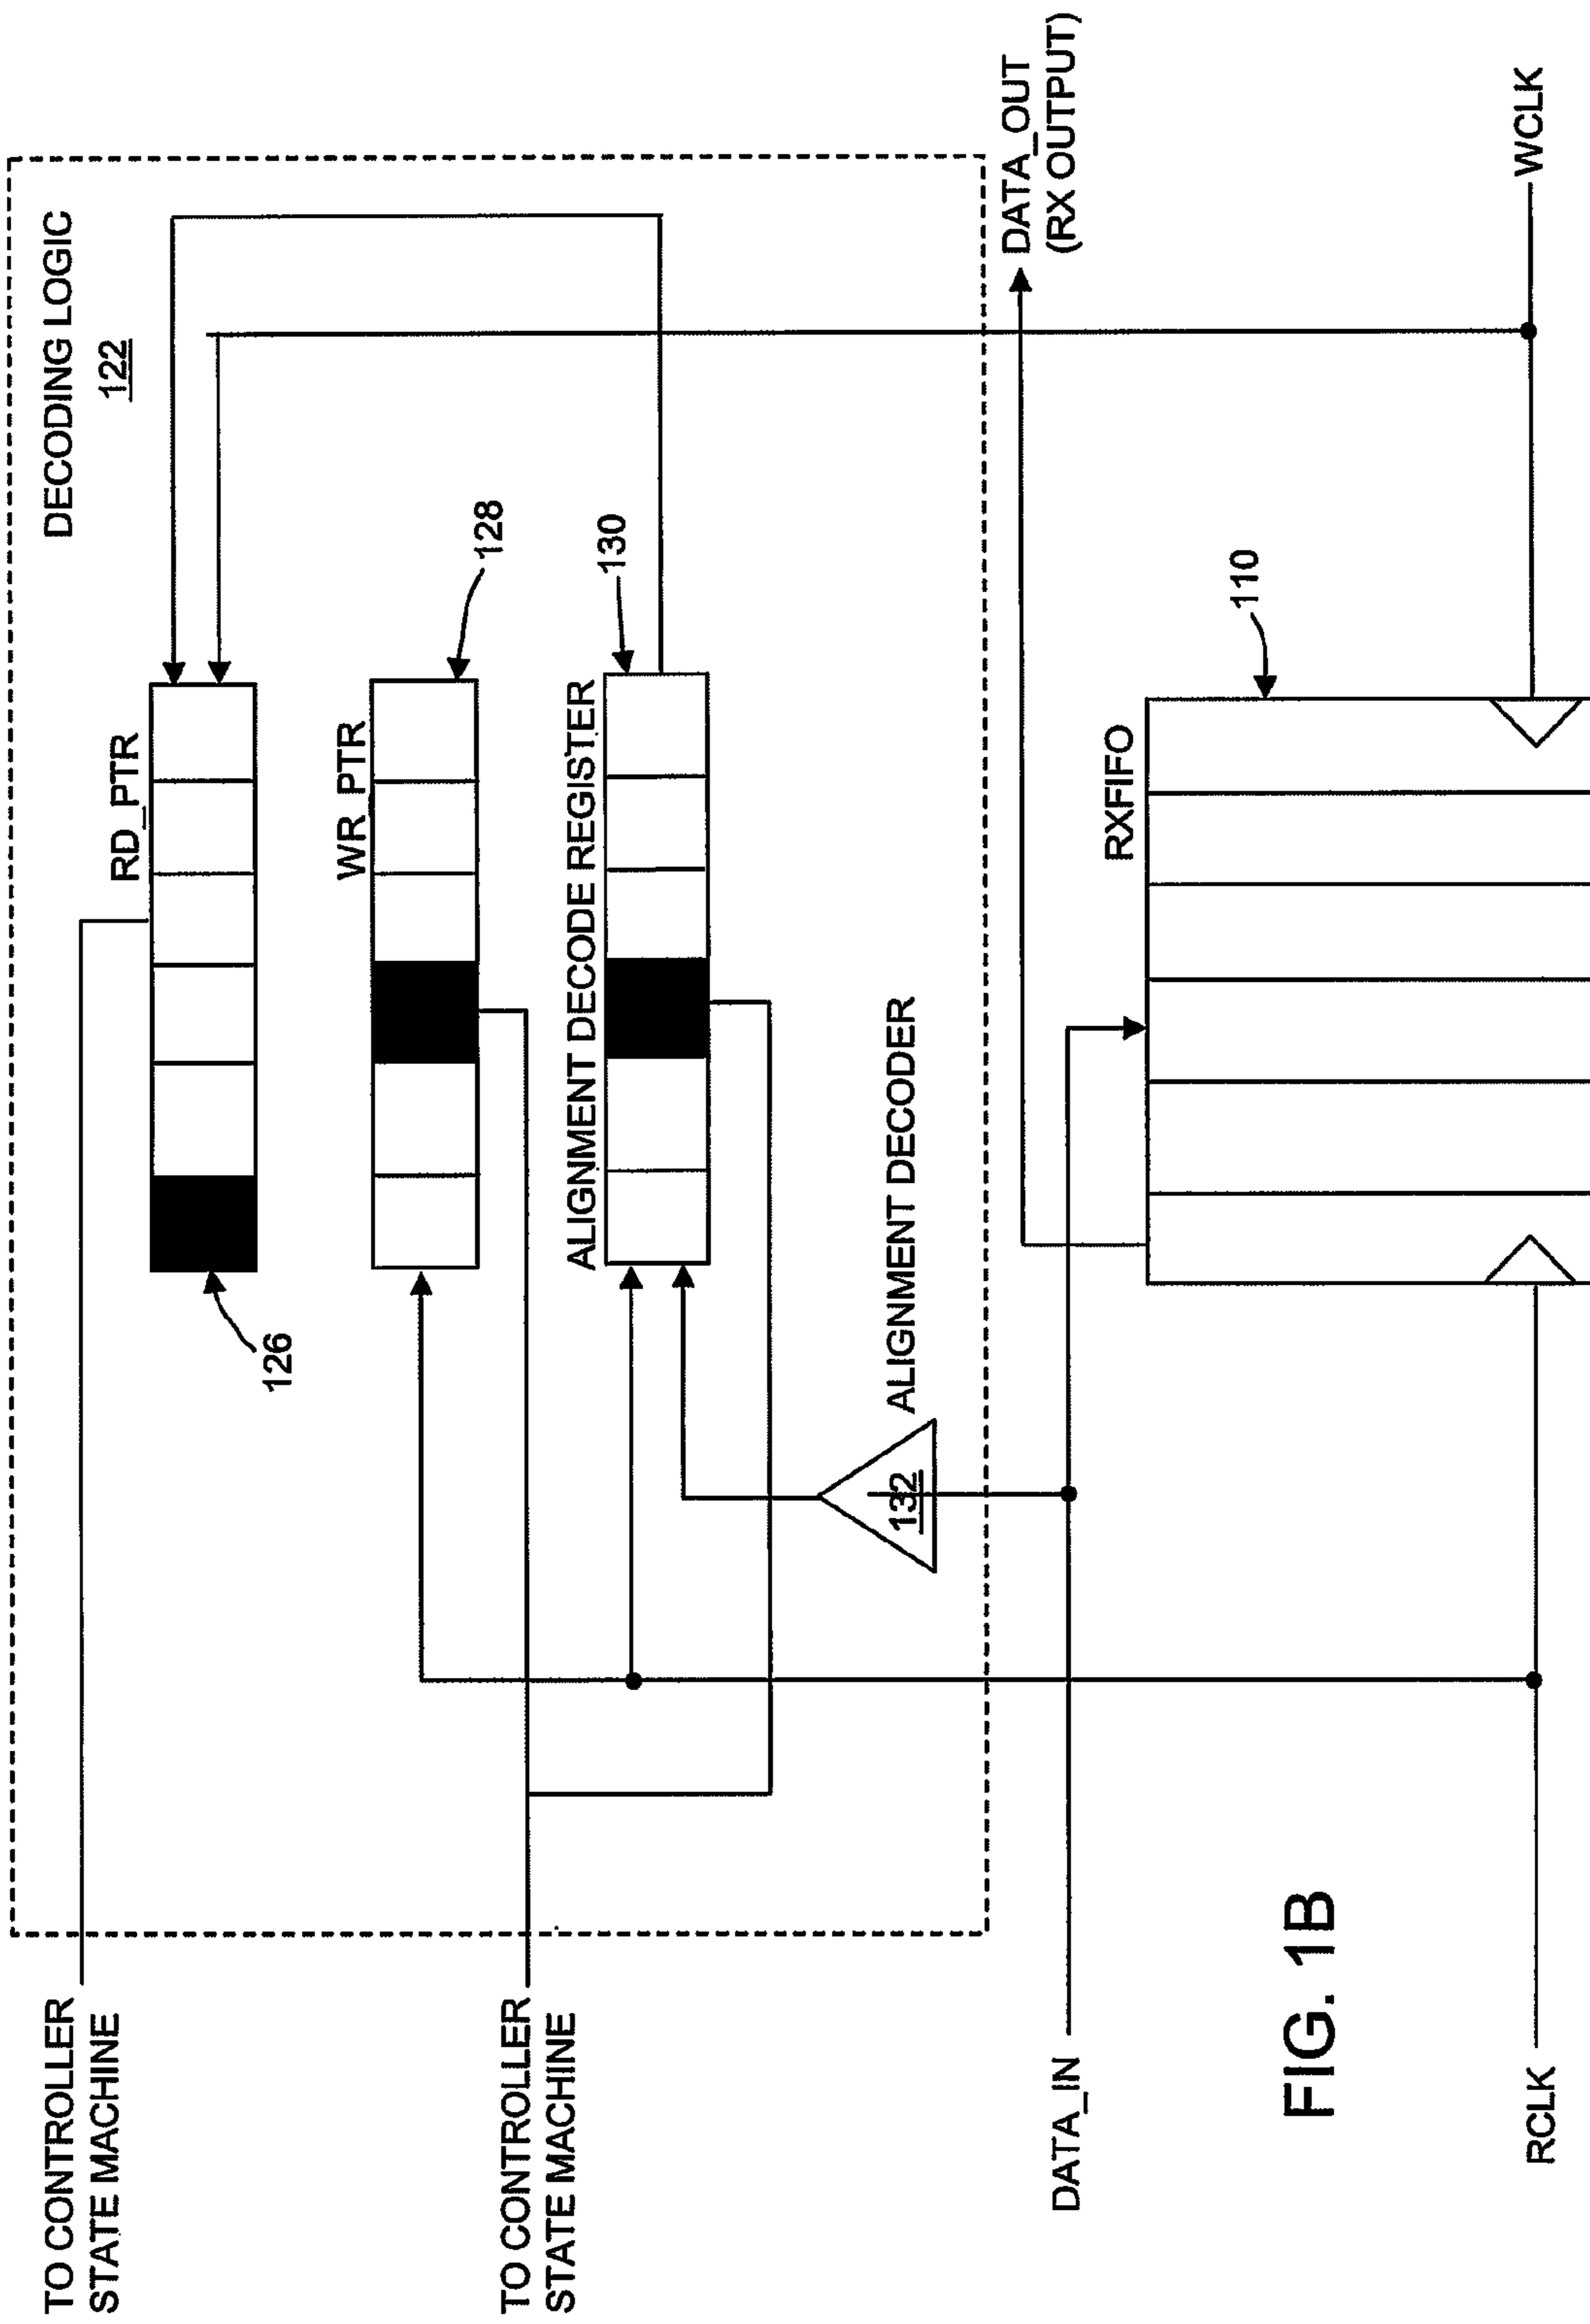 TO CONTROLLER
STATE MACHINE
TO CONTROLLER
STATE MACHINE
DECODING LOGIC
122
RD_PTR
126
WR_PTR
128
ALIGNMENT DECODE REGISTER
130
ALIGNMENT DECODER
132
DATA_IN
DATA_OUT
(RX OUTPUT)
RXFIFO
110
RCLK
WCLK
FIG. 1B